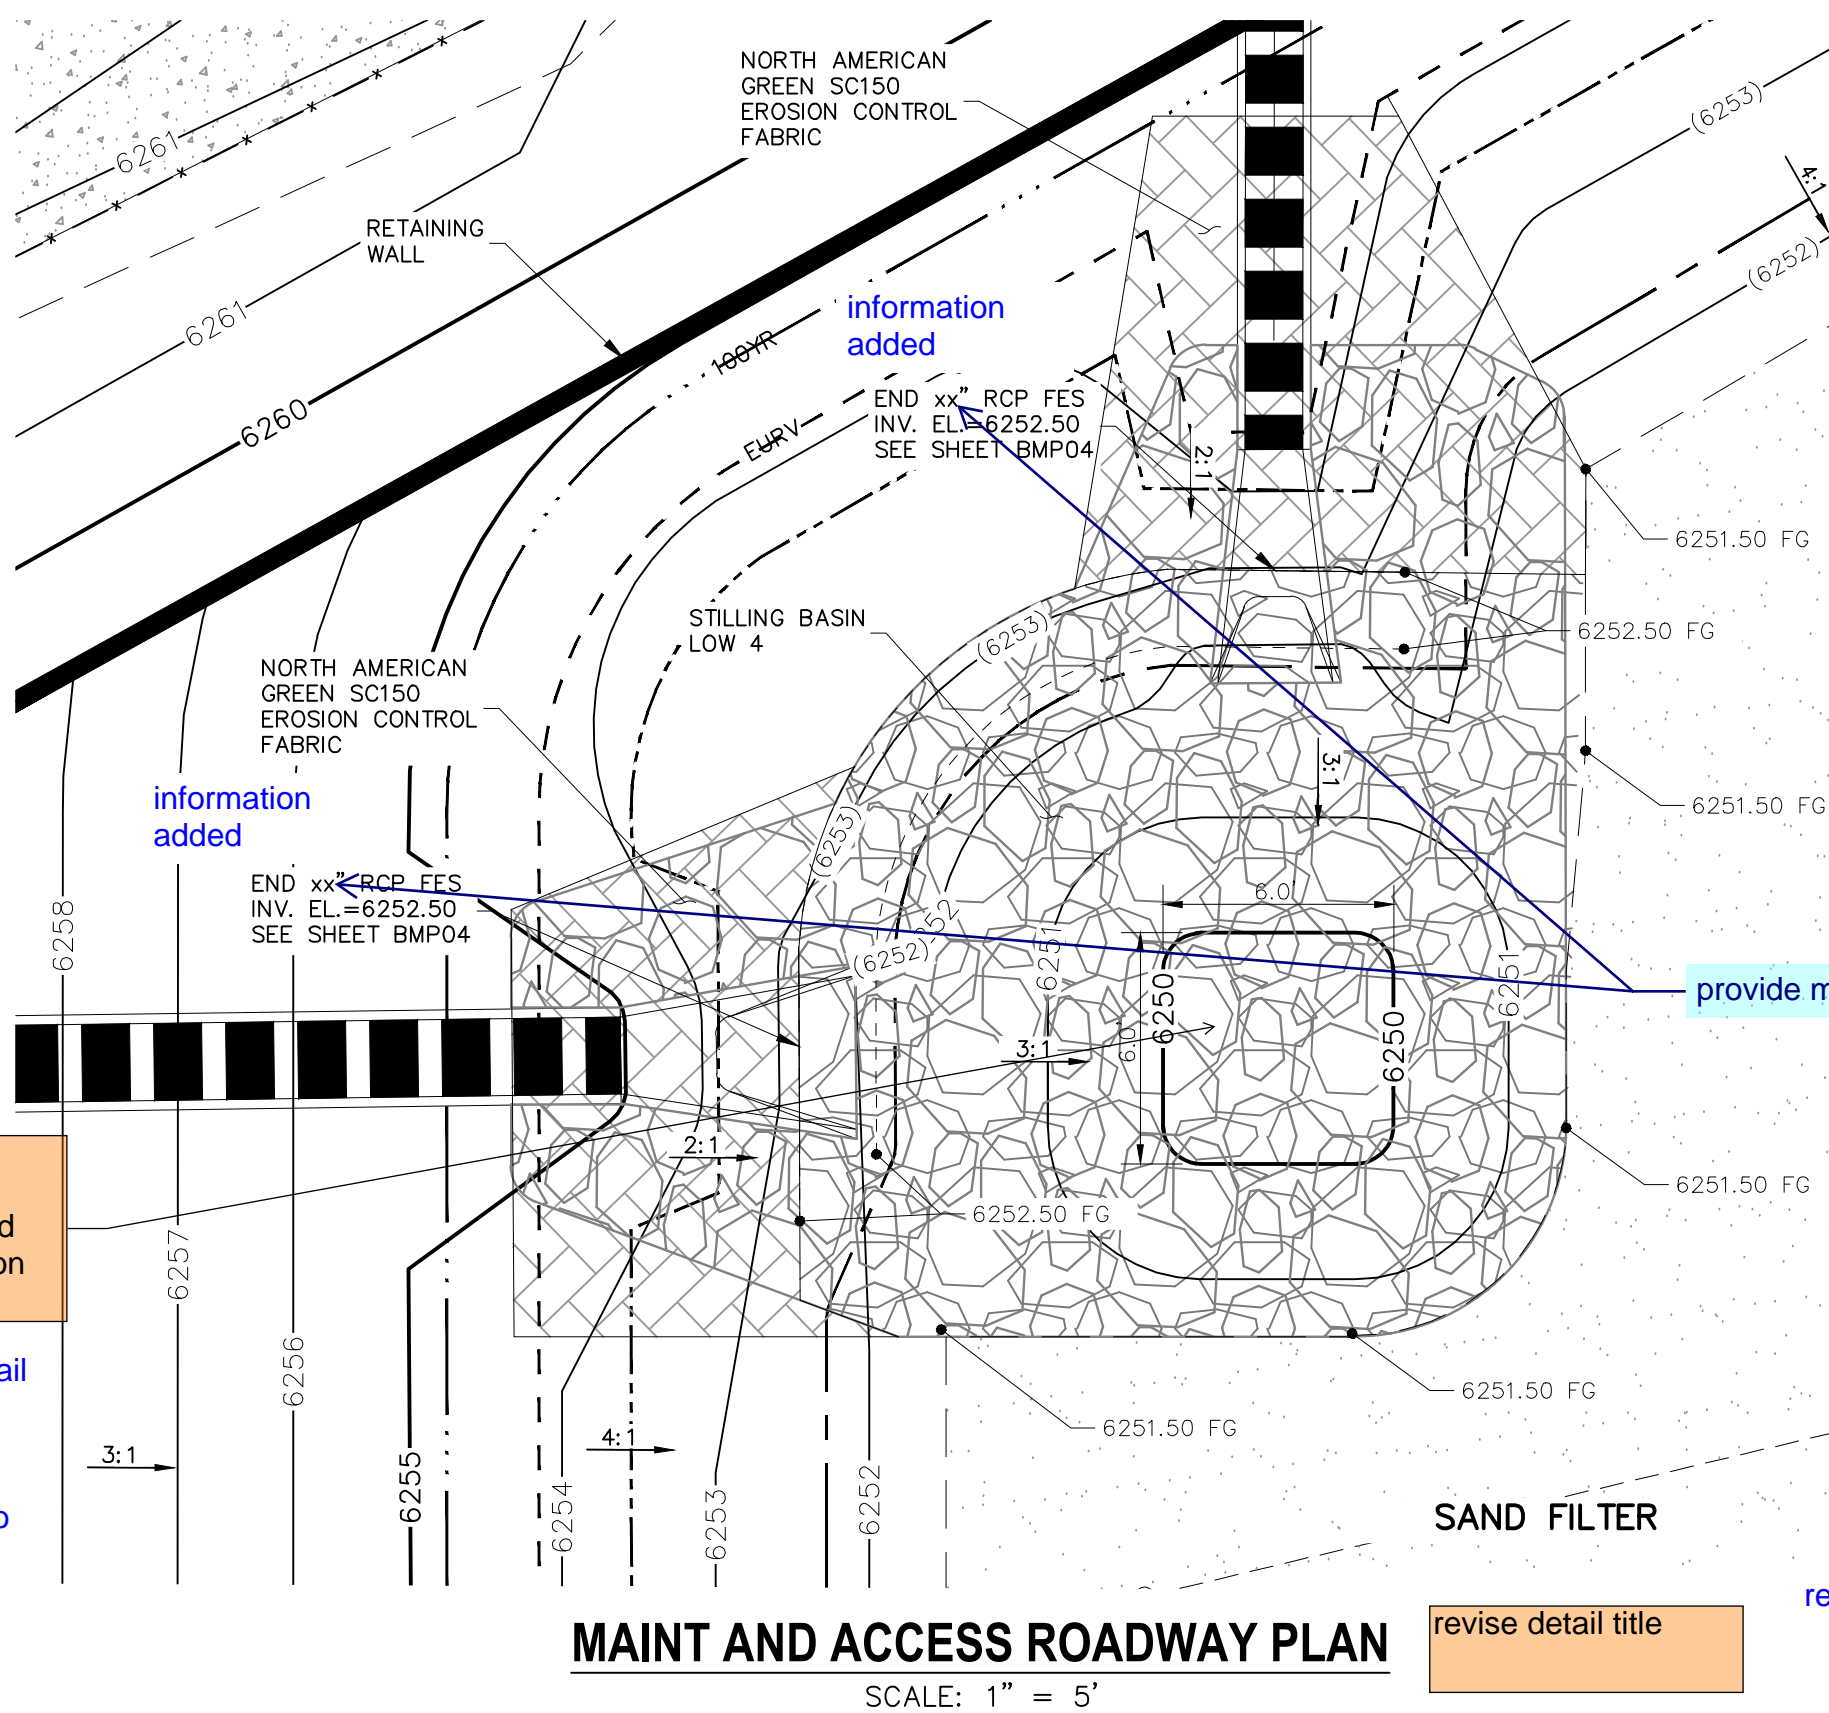 NORTH AMERICAN
GREEN SC150
EROSION CONTROL
FABRIC
(6253)
4:1
6261
RETAINING
WALL
(6252)
information
added
6261
100YR
6260
END xx" RCP FES
INV. EL.=6252.50
SEE SHEET BMP04
EURV
2:1
6251.50 FG
STILLING BASIN
LOW 4
(6253)
6252.50 FG
NORTH AMERICAN
GREEN SC150
EROSION CONTROL
FABRIC
3:1
information
added
6251.50 FG
(6253)
END xx" RCP FES
INV. EL.=6252.50
SEE SHEET BMP04
6.0'
6258
(6252)
6251
6251
provide m
6250
6250
6.0'
3:1
2:1
6251.50 FG
6252.50 FG
d
on
6257
6256
ail
6251.50 FG
6251.50 FG
3:1
4:1
6255
6254
6253
6252
SAND FILTER
re
MAINT AND ACCESS ROADWAY PLAN
revise detail title
SCALE: 1" = 5'